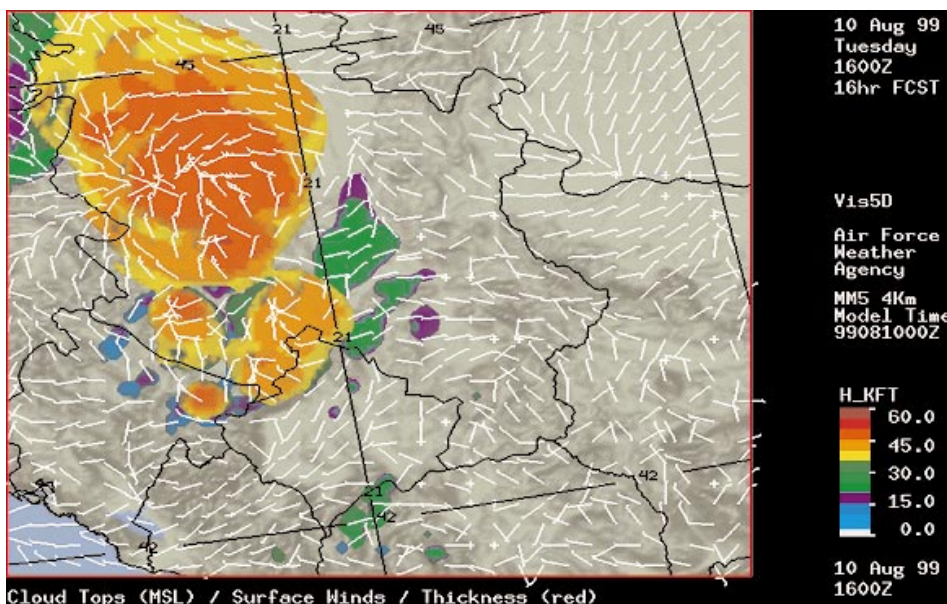 21
45
45
21
21
42
21
42
42
10 Aug 99
Tuesday
1600Z
16hr FCST
Vis5D
Air Force
Weather
Agency
MM5 4Km
Model Time
99081000Z
H_KFT
60.0
45.0
30.0
15.0
0.0
10 Aug 99
1600Z
Cloud Tops (MSL) / Surface Winds / Thickness (red)